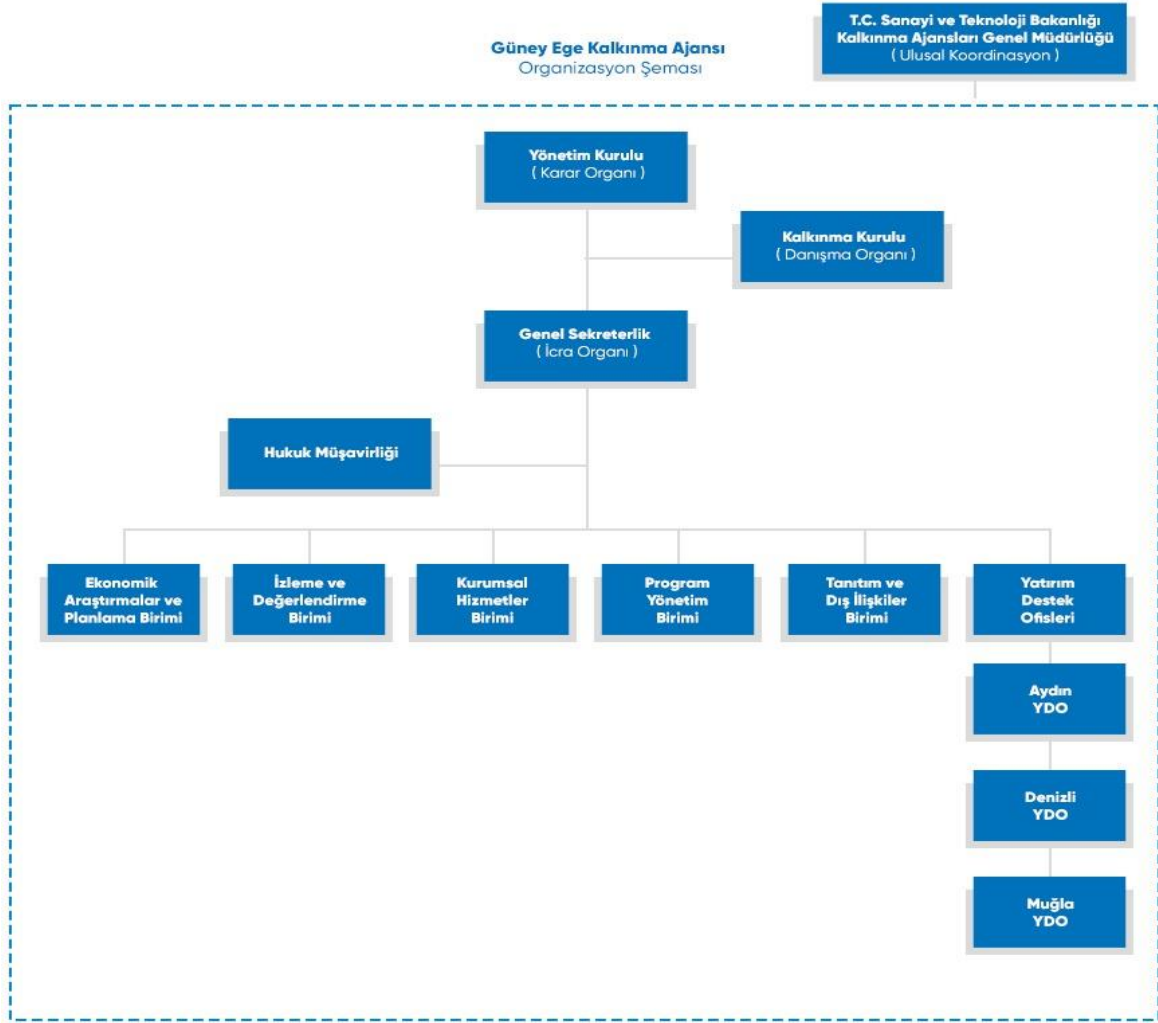 T.C. Sanayi ve Teknoloji Bakanlığı
Kalkınma Ajansları Genel Müdürlüğü
( Ulusal Koordinasyon )
Güney Ege Kalkınma Ajansı
Organizasyon Şeması
Yönetim Kurulu
( Karar Organı )
Kalkınma Kurulu
( Danışma Organı )
Genel Sekreterlik
( İcra Organı )
Hukuk Müşavirliği
Ekonomik
Araştırmalar ve
Planlama Birimi
İzleme ve
Değerlendirme
Birimi
Kurumsal
Hizmetler
Birimi
Program
Yönetim
Birimi
Tanıtım ve
Dış İlişkiler
Birimi
Yatırım
Destek
Ofisleri
Aydın
YDO
Denizli
YDO
Muğla
YDO